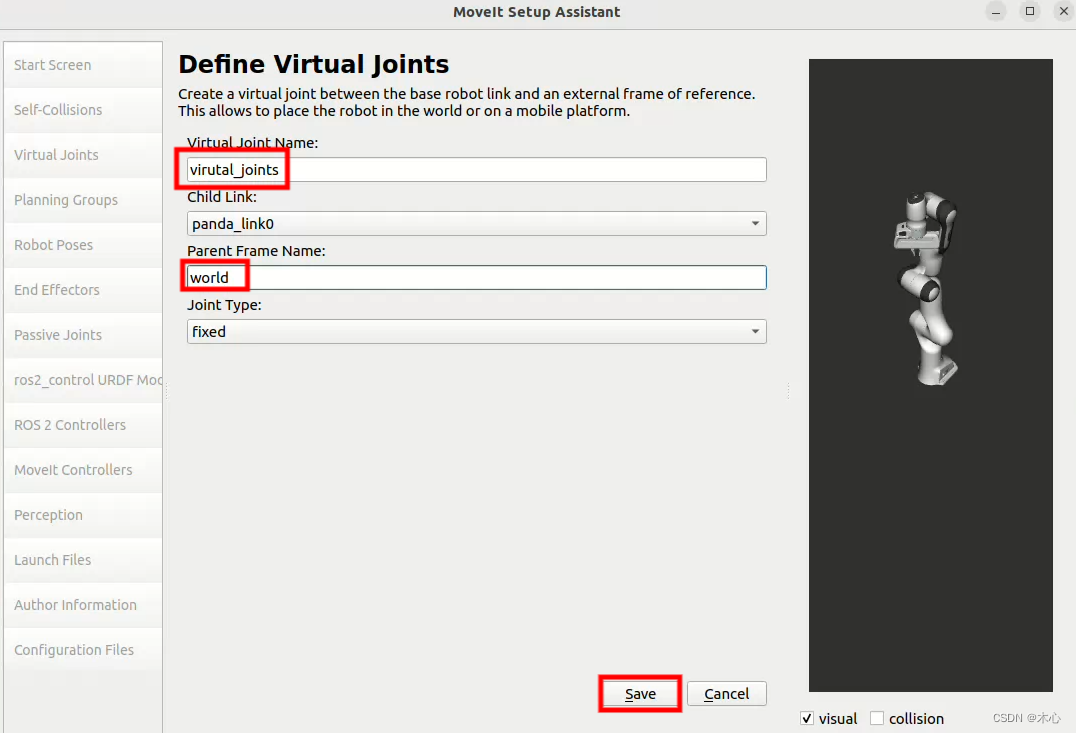 MoveIt Setup Assistant
Start Screen
Self-Collisions
Virtual Joints
Planning Groups
Robot Poses
End Effectors
Passive Joints
ros2_control URDF Moc
ROS 2 Controllers
MoveIt Controllers
Perception
Launch Files
Author Information
Configuration Files
Define Virtual Joints
Create a virtual joint between the base robot link and an external frame of reference.
This allows to place the robot in the world or on a mobile platform.
Virtual Joint Name:
virutal_joints
Child Link:
panda_link0
Parent Frame Name:
world
Joint Type:
fixed
Save
Cancel
visual
collision
CSDN @木心